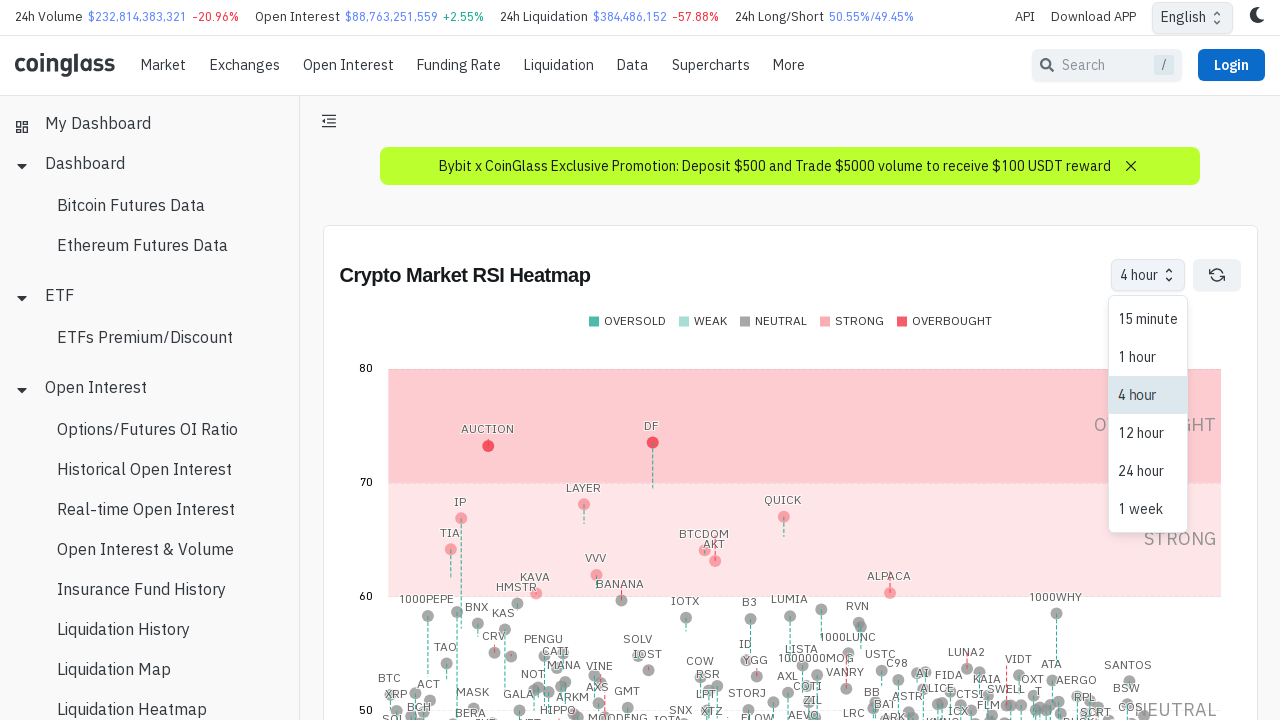 24h Volume $232,814,383,321 -20.96% Open Interest $88,763,251,559 +2.55% 24h Liquidation $384,486,152 -57.88% 24h Long/Short 50.55%/49.45% API Download APP English
coinglass Market Exchanges Open Interest Funding Rate Liquidation Data Supercharts More Search / Login
My Dashboard
Dashboard
Bitcoin Futures Data
Ethereum Futures Data
ETF
ETFs Premium/Discount
Open Interest
Options/Futures OI Ratio
Historical Open Interest
Real-time Open Interest
Open Interest & Volume
Insurance Fund History
Liquidation History
Liquidation Map
Liquidation Heatmap
Bybit x CoinGlass Exclusive Promotion: Deposit $500 and Trade $5000 volume to receive $100 USDT reward
Crypto Market RSI Heatmap
4 hour
15 minute
1 hour
4 hour
12 hour
24 hour
1 week
OVERSOLD WEAK NEUTRAL STRONG OVERBOUGHT
80
AUCTION DF
70
LAYER
IP QUICK
TIA BTCDOM
AKT STRONG
VVV
KAVA ALPACA
HMSTR BANANA
60
1000PEPE IOTX B3 LUMIA 1000WHY
BNX KAS RVN
CRV PENGU SOLV ID 1000LUNC
TAO CATI IOST LISTA USTC LUNA2
COW YGG 1000000MOG VIDT
MANA VINE C98 ATA SANTOS
BTC NOT RSR AXL AI FIDA KAIA OXT AERGO
ACT AXS GMT COTI ALICE SWELL BSW
XRP MASK GALA ARKM LPT STORJ BB ASTR CTSI T RPL
BCH HIPPO SNX XTZ ZIL BAT ICX FLM COS
50
BERA MOODENG FLOW AEVO LRC ARK NEUTRAL